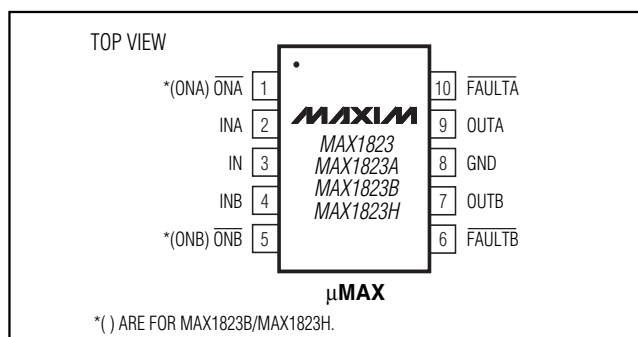 TOP VIEW
*(ONA) ONA 1
INA 2
IN 3
INB 4
*(ONB) ONB 5
MAXIM
MAX1823
MAX1823A
MAX1823B
MAX1823H
10 FAULTA
9 OUTA
8 GND
7 OUTB
6 FAULTB
μMAX
*( ) ARE FOR MAX1823B/MAX1823H.